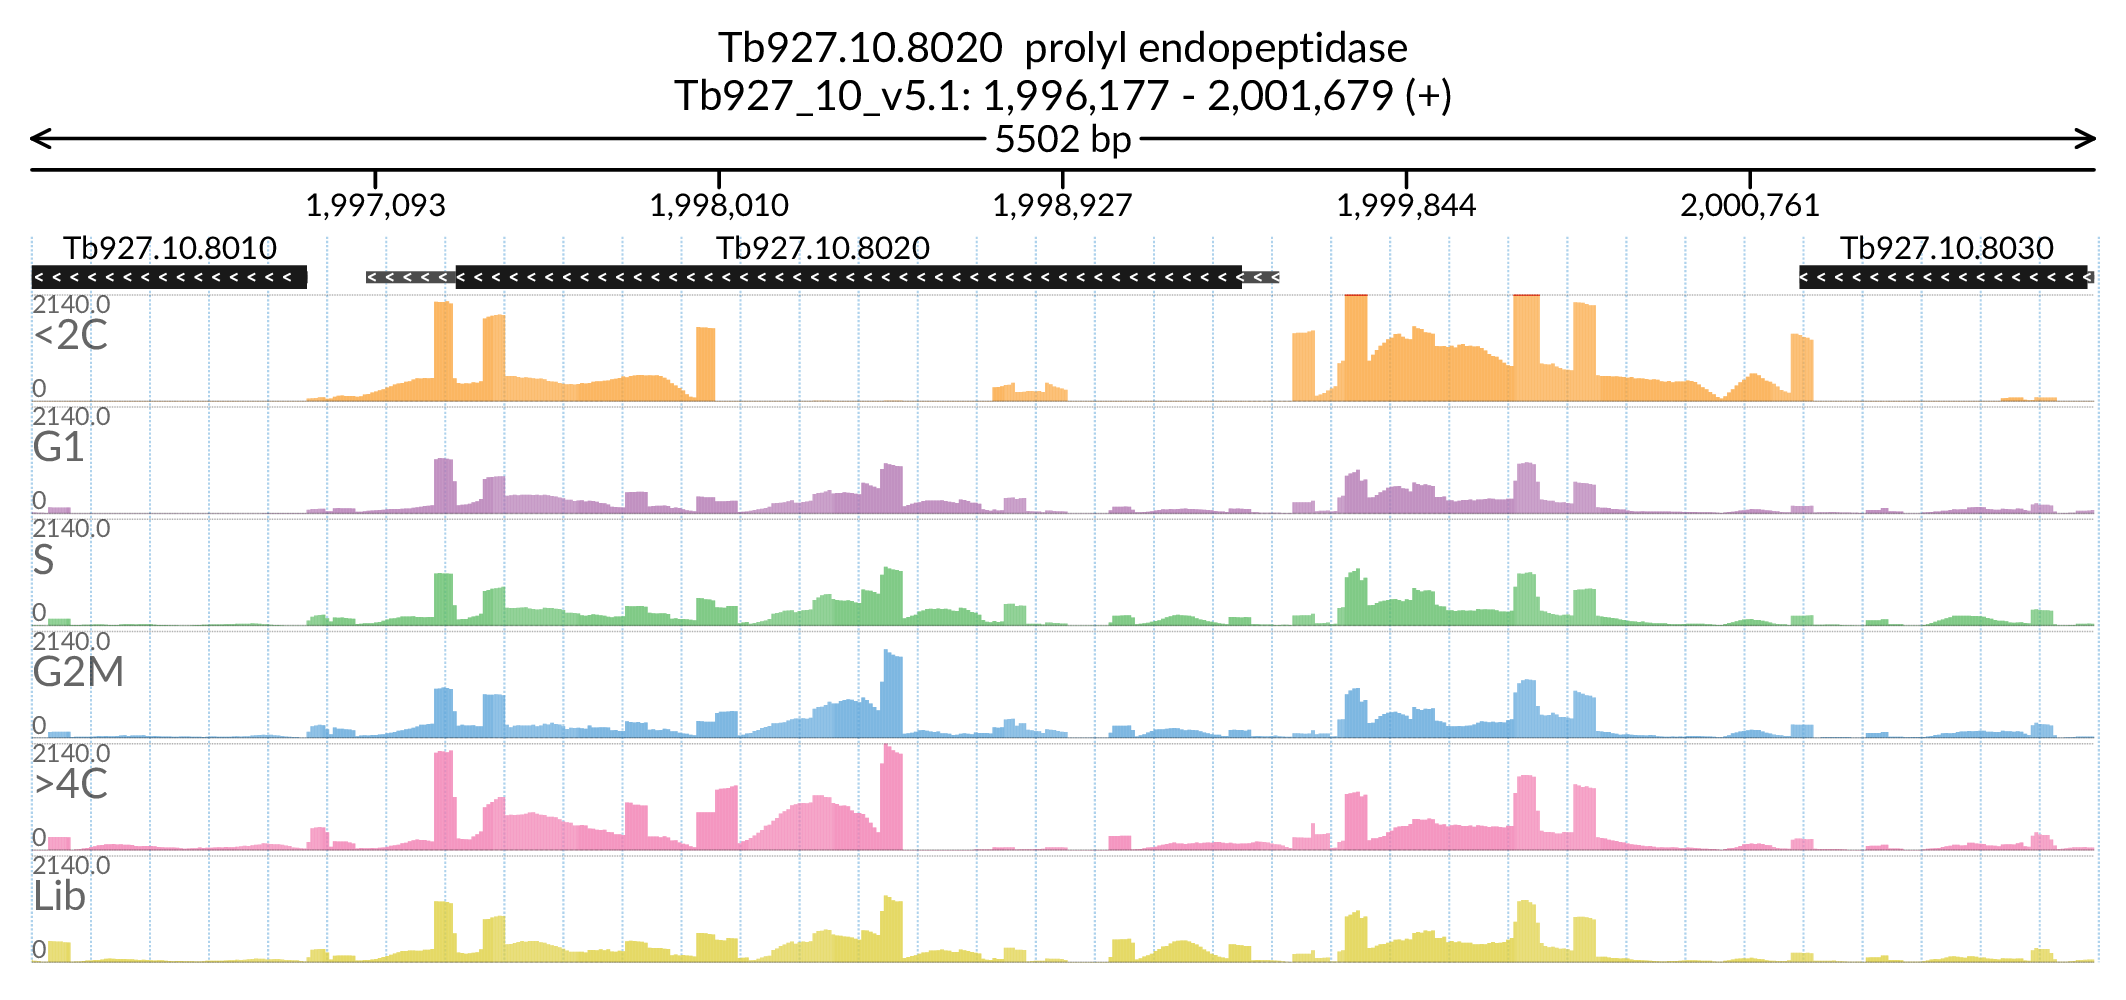 Tb927.10.8020  prolyl endopeptidase
Tb927_10_v5.1: 1,996,177 - 2,001,679 (+)
5502 bp
1,997,093 1,998,010 1,998,927 1,999,844 2,000,761
Tb927.10.8010 Tb927.10.8020 Tb927.10.8030
2140.0
<2C
0
2140.0
G1
0
2140.0
S
0
2140.0
G2M
0
2140.0
>4C
0
2140.0
Lib
0